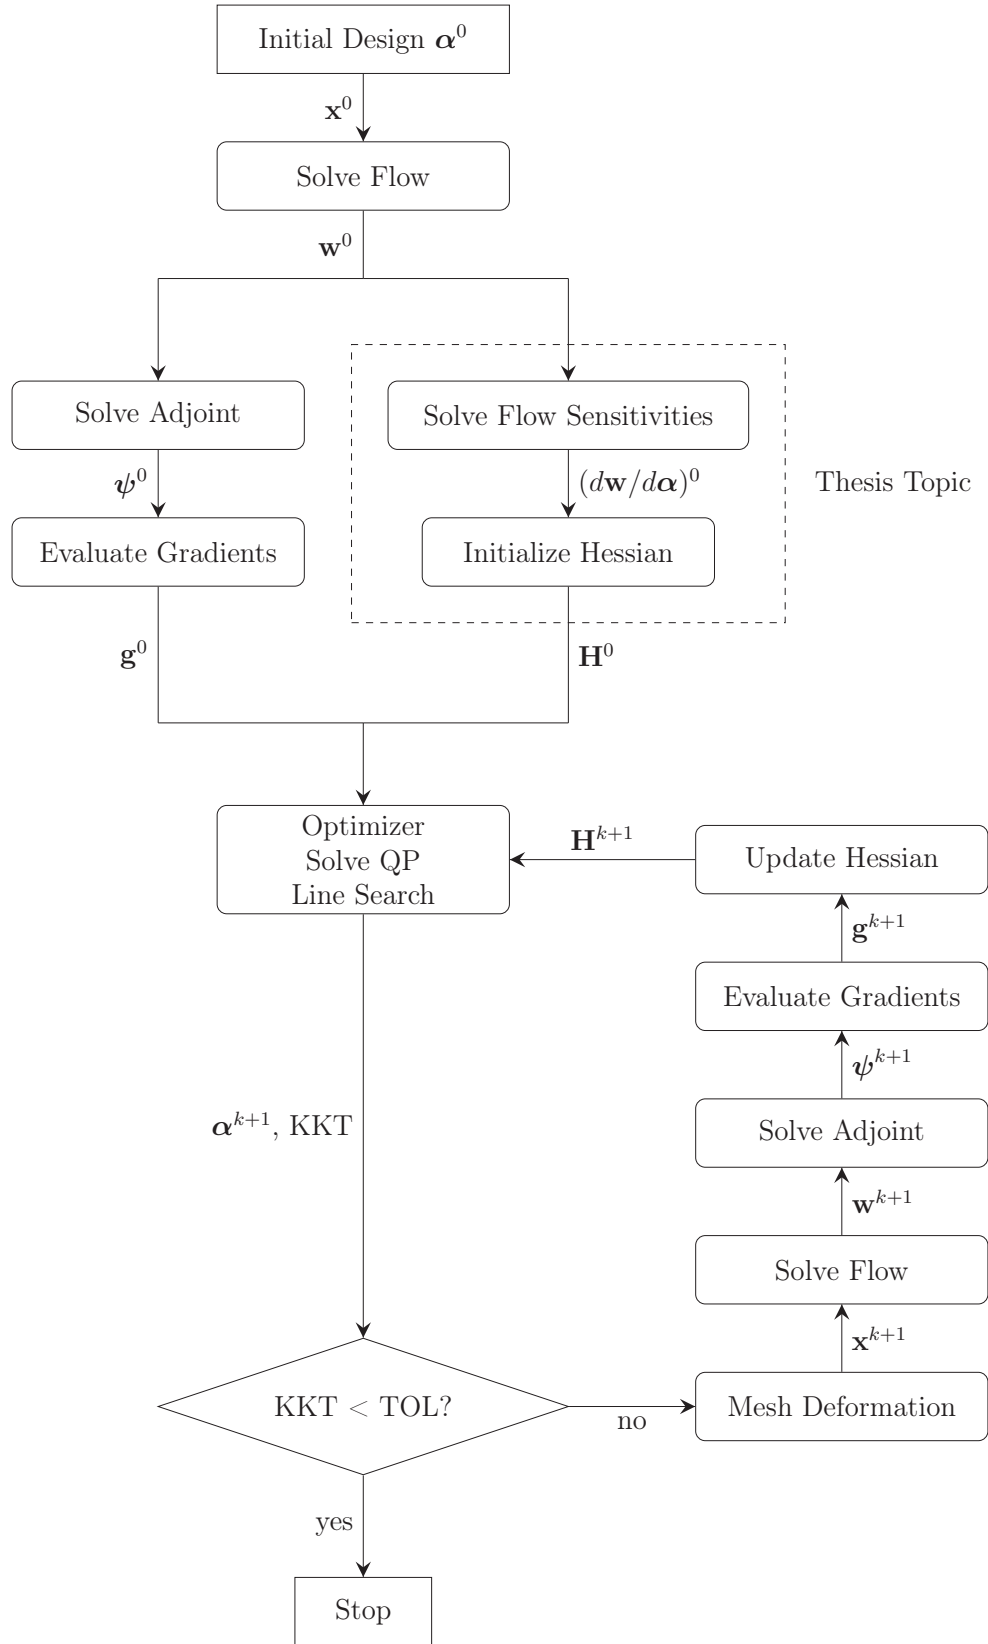 Initial Design 𝜶⁰
𝐱⁰
Solve Flow
𝐰⁰
Solve Adjoint
Solve Flow Sensitivities
𝝍⁰
(d𝐰/d𝜶)⁰
Thesis Topic
Evaluate Gradients
Initialize Hessian
𝐠⁰
𝐇⁰
Optimizer
Solve QP
Line Search
𝐇ᵏ⁺¹
Update Hessian
𝐠ᵏ⁺¹
Evaluate Gradients
𝝍ᵏ⁺¹
𝜶ᵏ⁺¹, KKT
Solve Adjoint
𝐰ᵏ⁺¹
Solve Flow
𝐱ᵏ⁺¹
KKT < TOL?
no
Mesh Deformation
yes
Stop